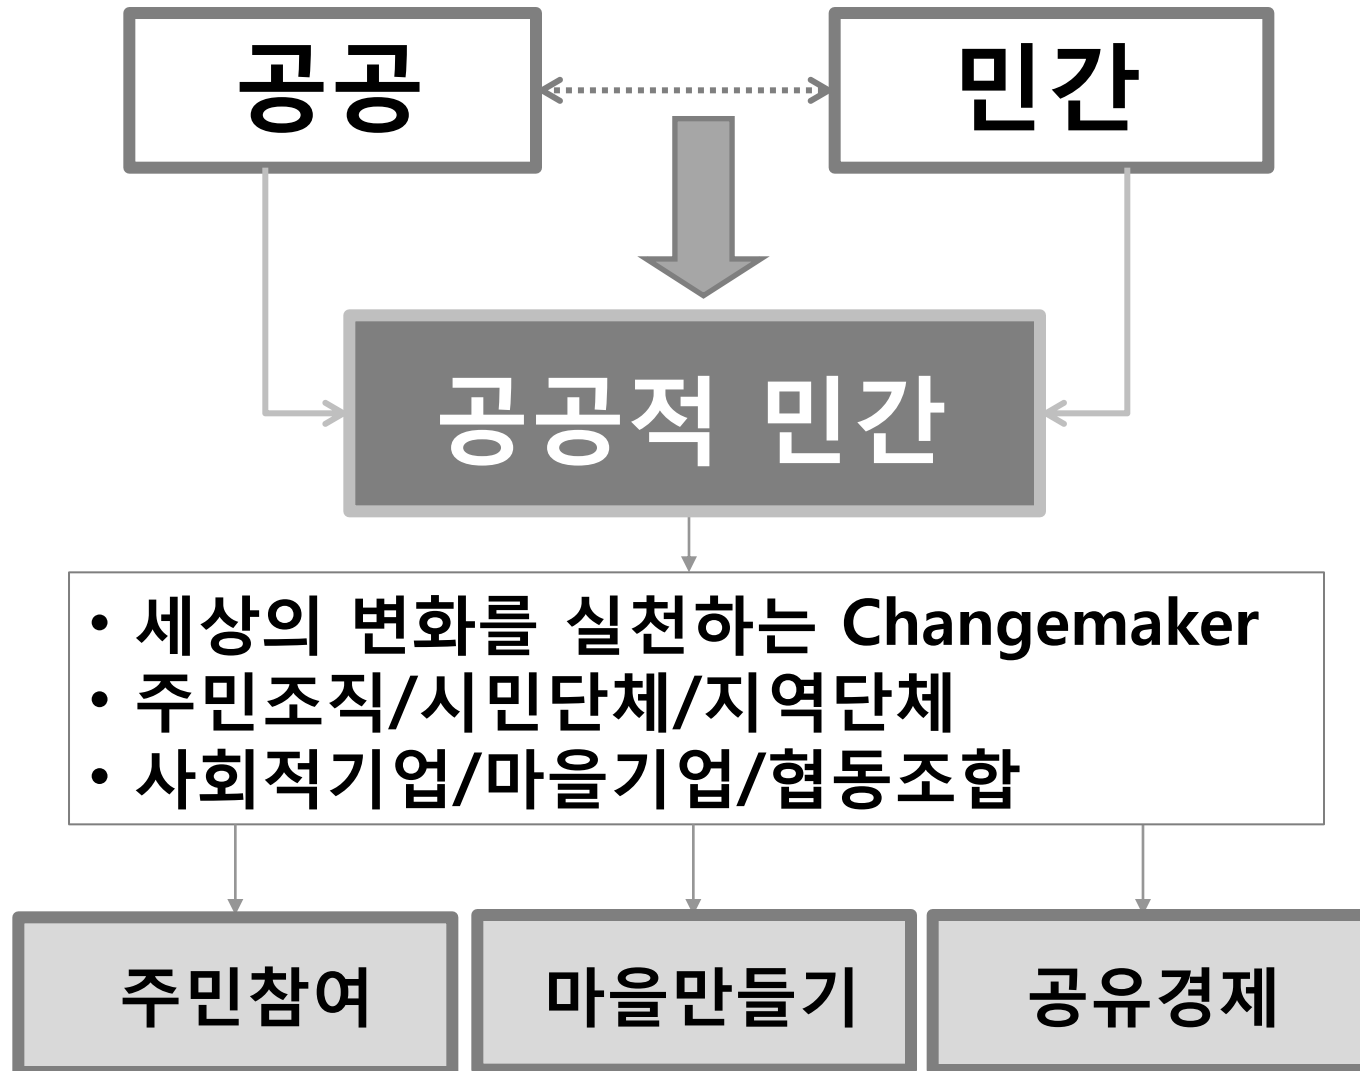 공공
민간
공공적 민간
• 세상의 변화를 실천하는 Changemaker
• 주민조직/시민단체/지역단체
• 사회적기업/마을기업/협동조합
주민참여
마을만들기
공유경제